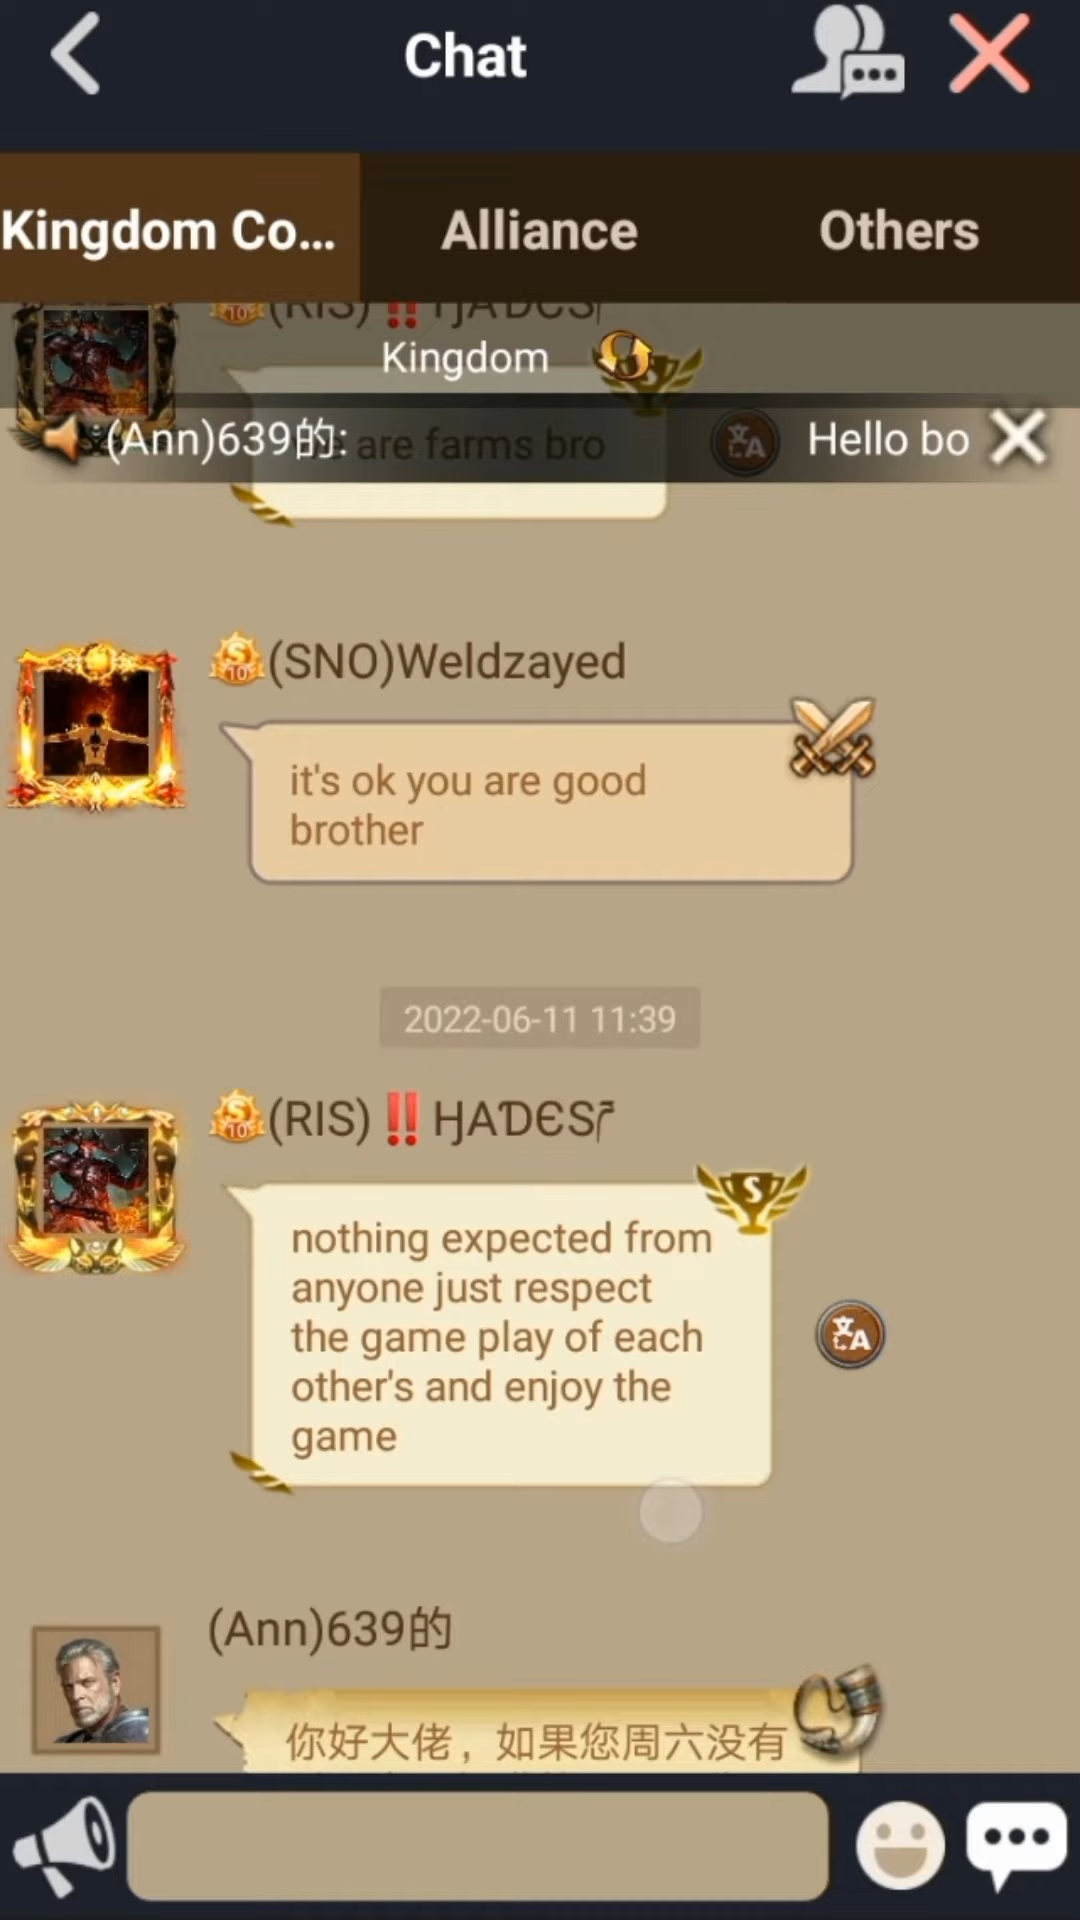 Chat
Kingdom Co...
Alliance
Others
(RIS)‼️ӇƊЄS
Kingdom
(Ann)639的:
are farms bro
Hello bo
(SNO)Weldzayed
it's ok you are good
brother
2022-06-11 11:39
(RIS)‼️ӇAƊЄS
nothing expected from
anyone just respect
the game play of each
other's and enjoy the
game
(Ann)639的
你好大佬，如果您周六没有